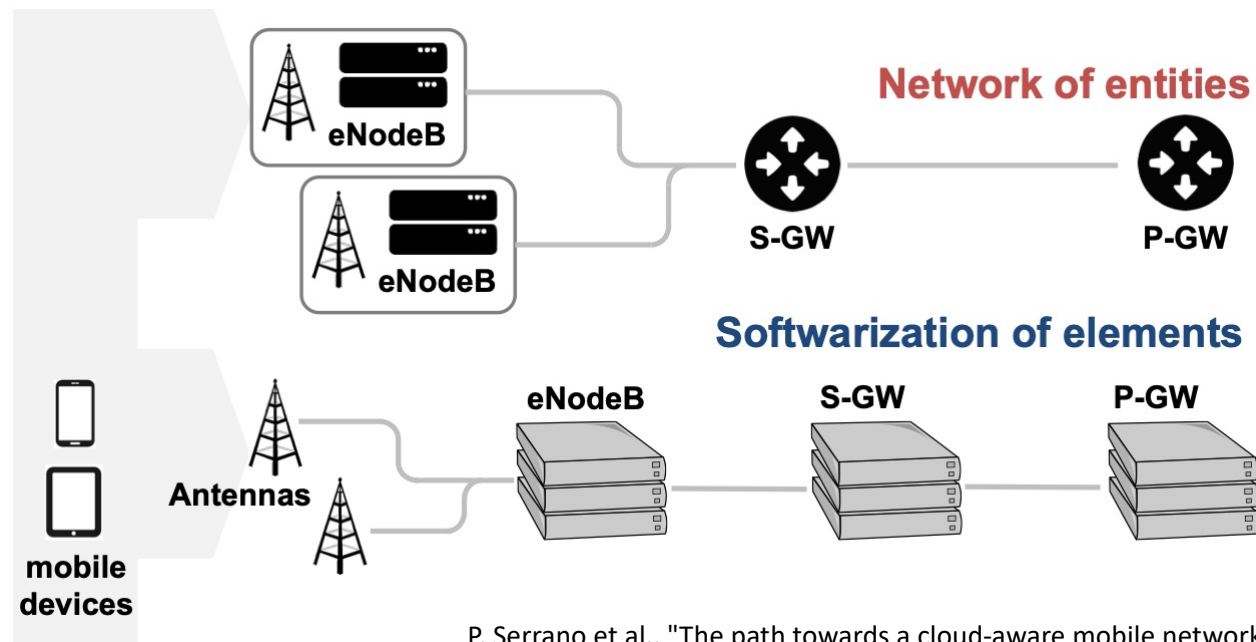 Network of entities
eNodeB
eNodeB
S-GW
P-GW
Softwarization of elements
eNodeB
S-GW
P-GW
Antennas
mobile
devices
P. Serrano et al., "The path towards a cloud-aware mobile network